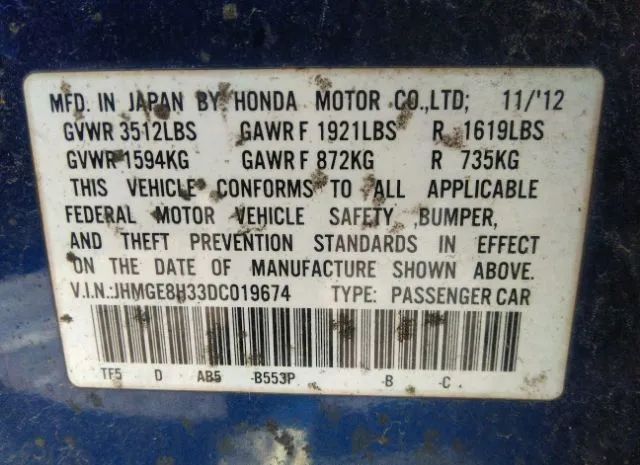 MFD. IN JAPAN BY HONDA MOTOR CO.,LTD; 11/'12
GVWR 3512LBS GAWR F 1921LBS R 1619LBS
GVWR 1594KG GAWR F 872KG R 735KG
THIS VEHICLE CONFORMS TO ALL APPLICABLE
FEDERAL MOTOR VEHICLE SAFETY ,BUMPER,
AND THEFT PREVENTION STANDARDS IN EFFECT
ON THE DATE OF MANUFACTURE SHOWN ABOVE.
V.I.N.:JHMGE8H33DC019674 TYPE: PASSENGER CAR
TF5 D AB5 -B553P -B -C